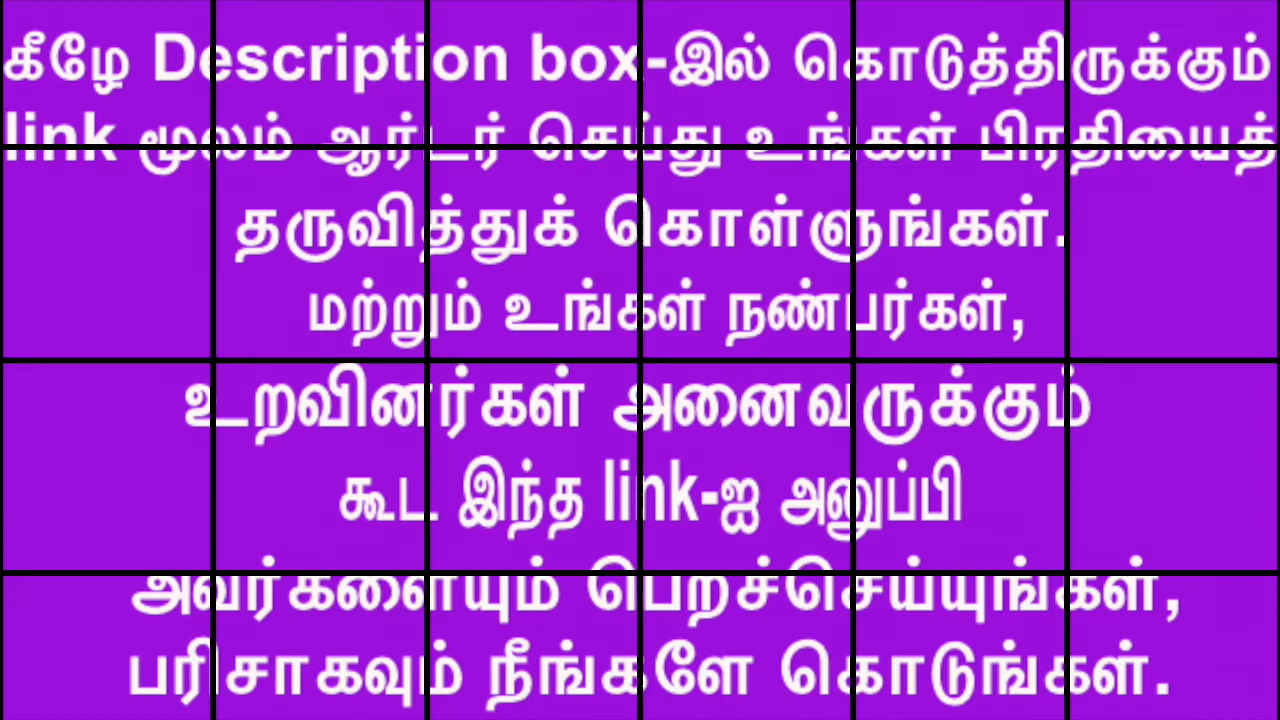 கீழே Description box-இல் கொடுத்திருக்கும்
link மூலம் ஆர்டர் செய்து உங்கள் பிரதியைத்
தருவித்துக் கொள்ளுங்கள்.
மற்றும் உங்கள் நண்பர்கள்,
உறவினர்கள் அனைவருக்கும்
கூட இந்த link-ஐ அனுப்பி
அவர்களையும் பெறச்செய்யுங்கள்,
பரிசாகவும் நீங்களே கொடுங்கள்.